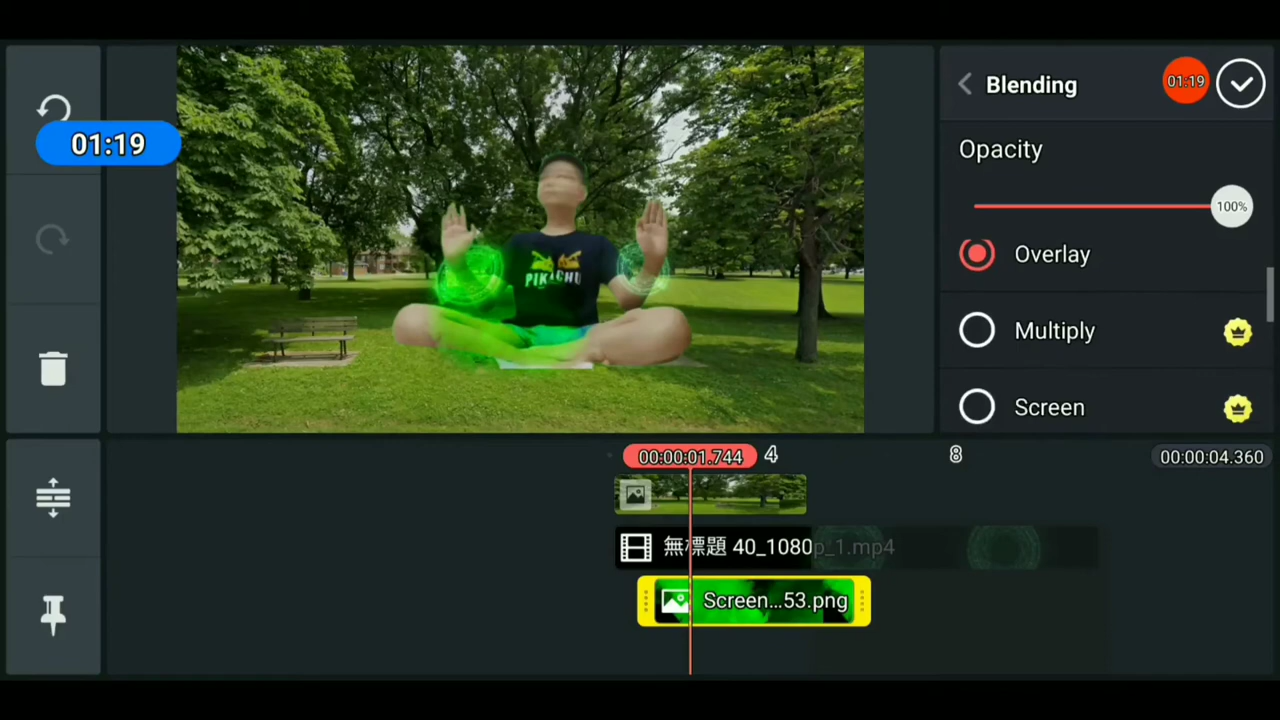 01:19
Blending
01:19
Opacity
100%
Overlay
Multiply
Screen
PIKACHU
00:00:01.744
4
8
00:00:04.360
無標題 40_1080p_1.mp4
Screen...53.png